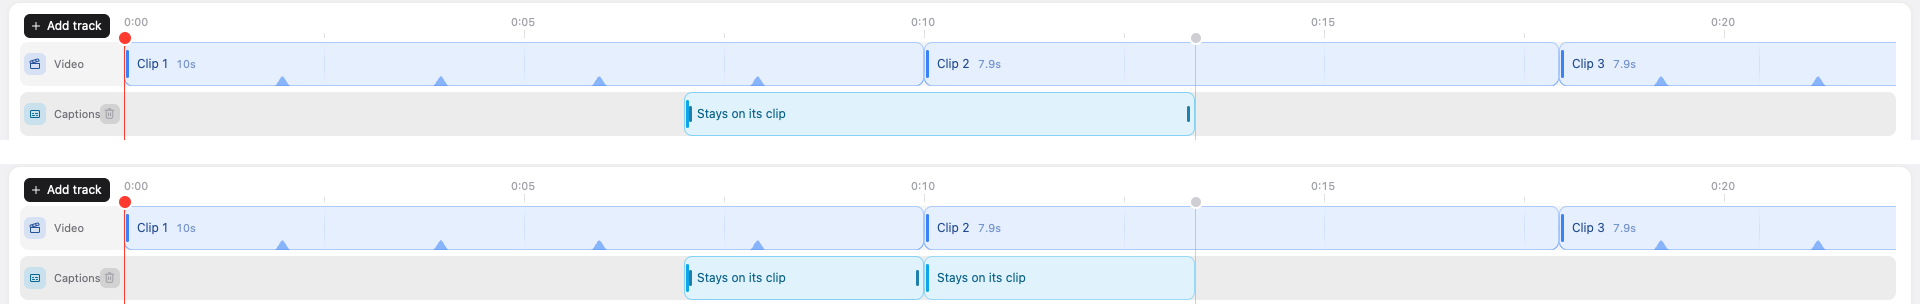 + Add track 0:00 0:05 0:10 0:15 0:20
Video Clip 1 10s Clip 2 7.9s Clip 3 7.9s
Captions Stays on its clip
+ Add track 0:00 0:05 0:10 0:15 0:20
Video Clip 1 10s Clip 2 7.9s Clip 3 7.9s
Captions Stays on its clip Stays on its clip